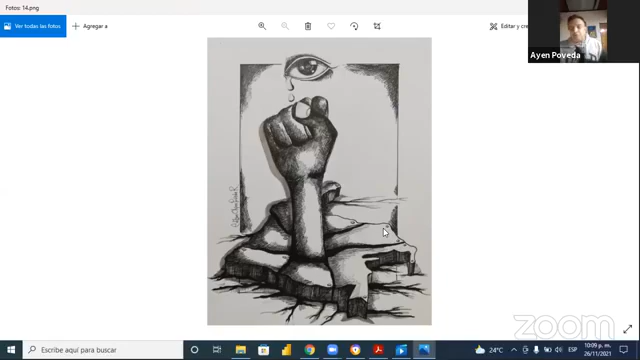 Fotos: 14.png
Ver todas las fotos
Agregar a
Editar y cre
Ayen Poveda
zoom
Escribe aquí para buscar
24°C
ESP
10:09 p. m.
26/11/2021